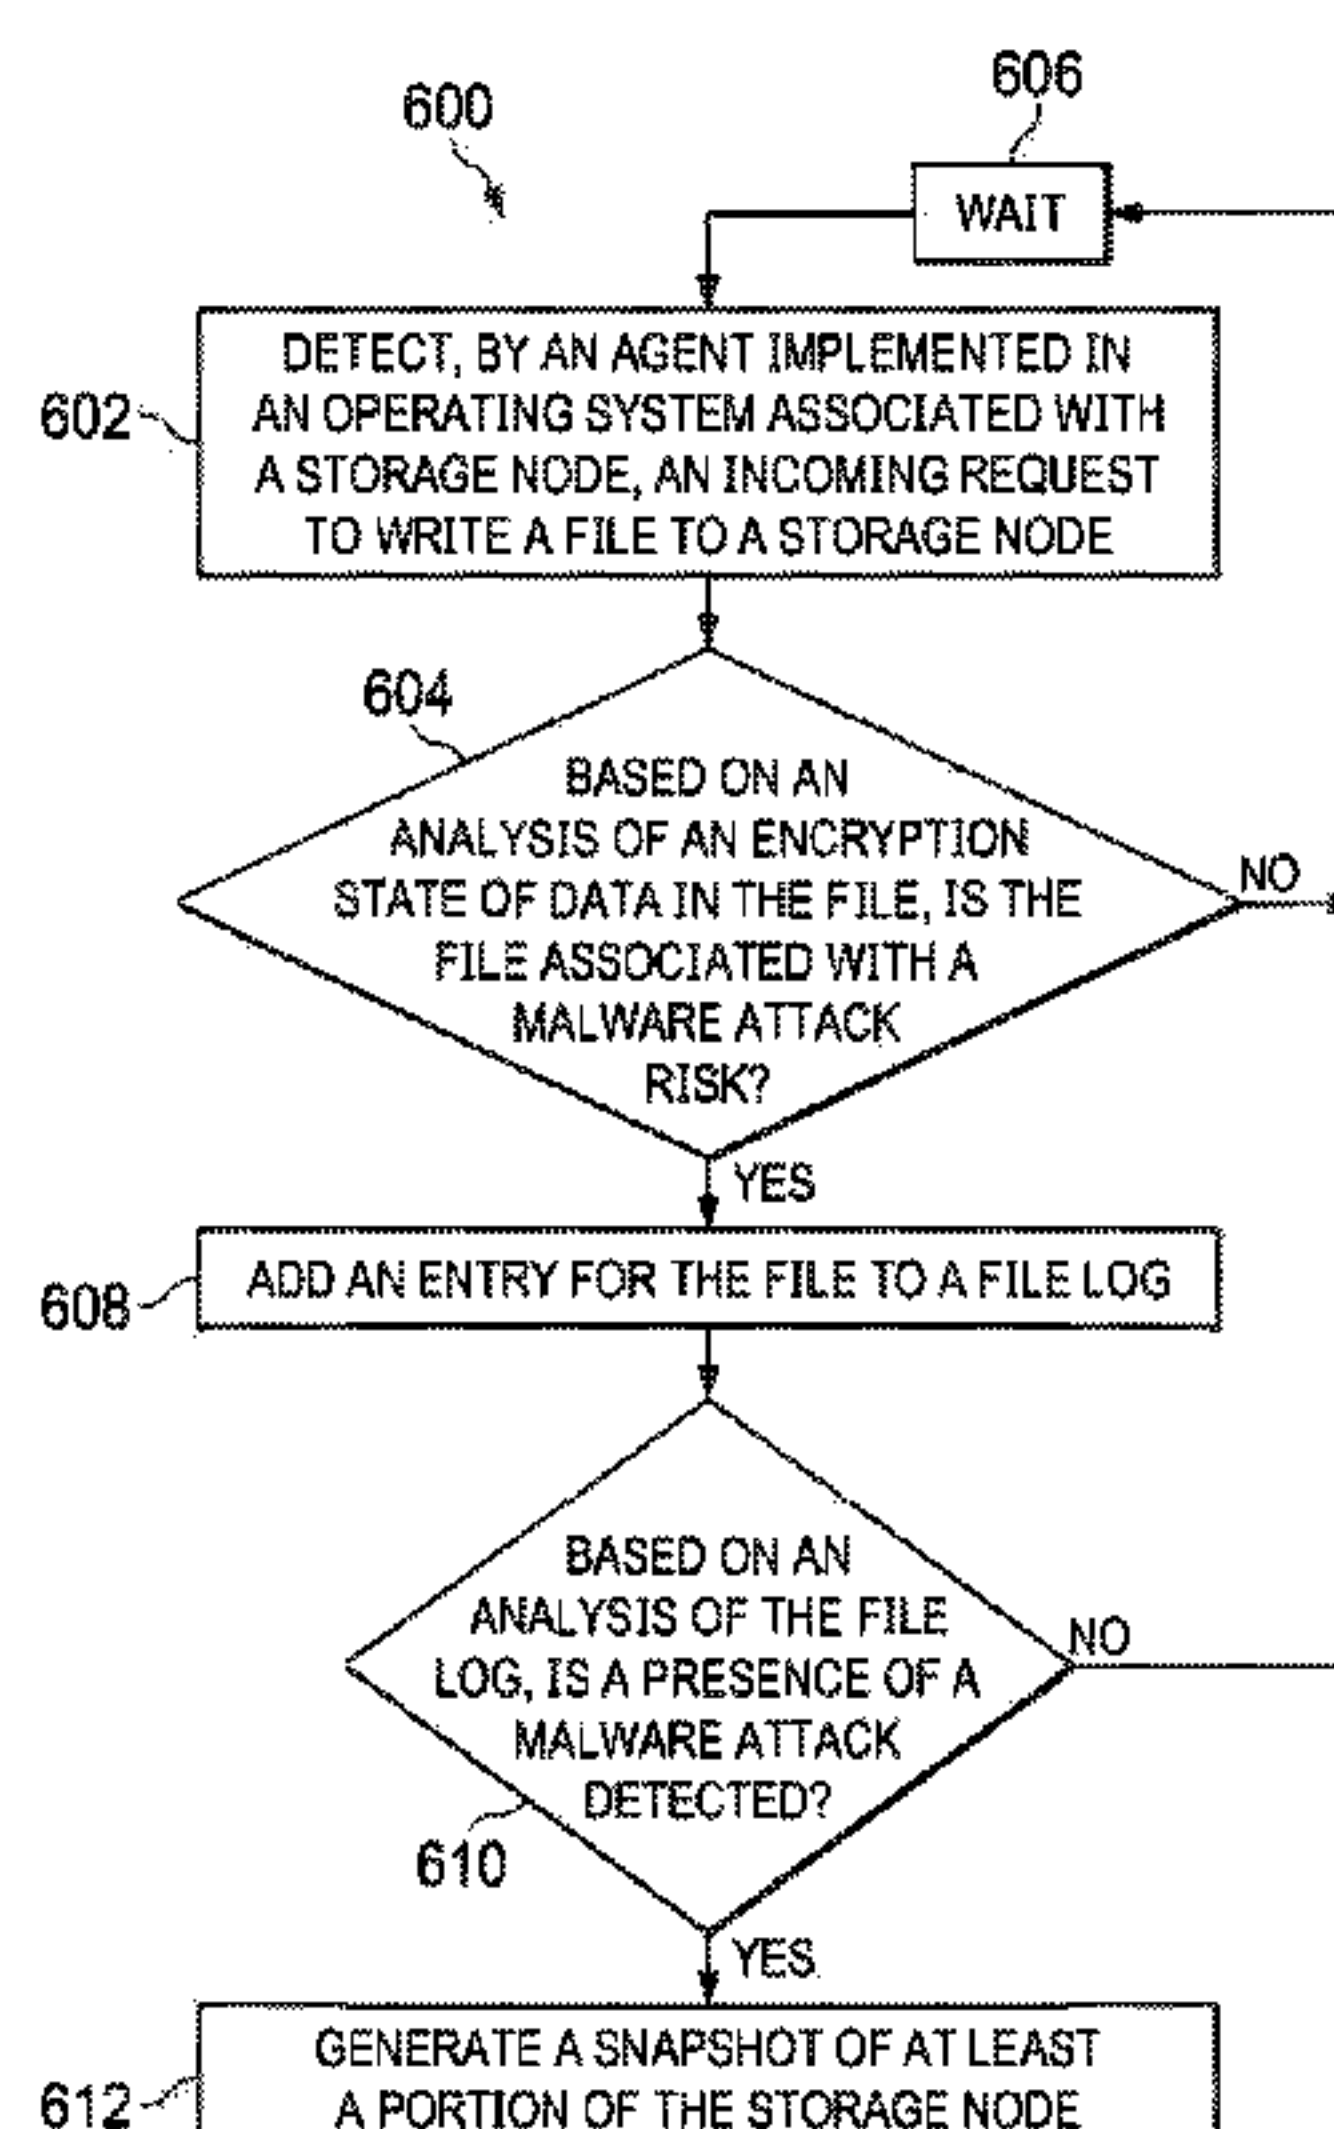 606
600
WAIT
DETECT, BY AN AGENT IMPLEMENTED IN
AN OPERATING SYSTEM ASSOCIATED WITH
A STORAGE NODE, AN INCOMING REQUEST
TO WRITE A FILE TO A STORAGE NODE
602
604
BASED ON AN
ANALYSIS OF AN ENCRYPTION
STATE OF DATA IN THE FILE, IS THE
FILE ASSOCIATED WITH A
MALWARE ATTACK
RISK?
NO
YES
ADD AN ENTRY FOR THE FILE TO A FILE LOG
608
BASED ON AN
ANALYSIS OF THE FILE
LOG, IS A PRESENCE OF A
MALWARE ATTACK
DETECTED?
NO
610
YES
GENERATE A SNAPSHOT OF AT LEAST
A PORTION OF THE STORAGE NODE
612